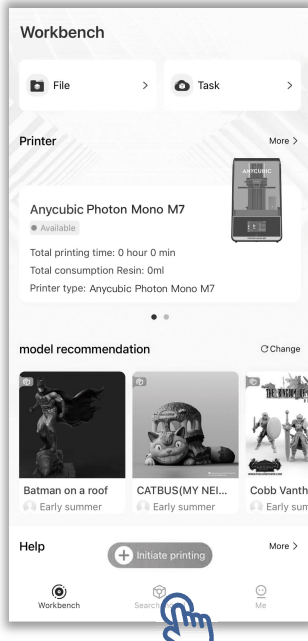 Workbench
File
Task
Printer
More
ANYCUBIC
Anycubic Photon Mono M7
Available
Total printing time: 0 hour 0 min
Total consumption Resin: 0ml
Printer type: Anycubic Photon Mono M7
model recommendation
Change
Batman on a roof
CATBUS(MY NEI...
Cobb Vanth
Early summer
Early summer
Early sum
Help
Initiate printing
More
Workbench
Search
Me